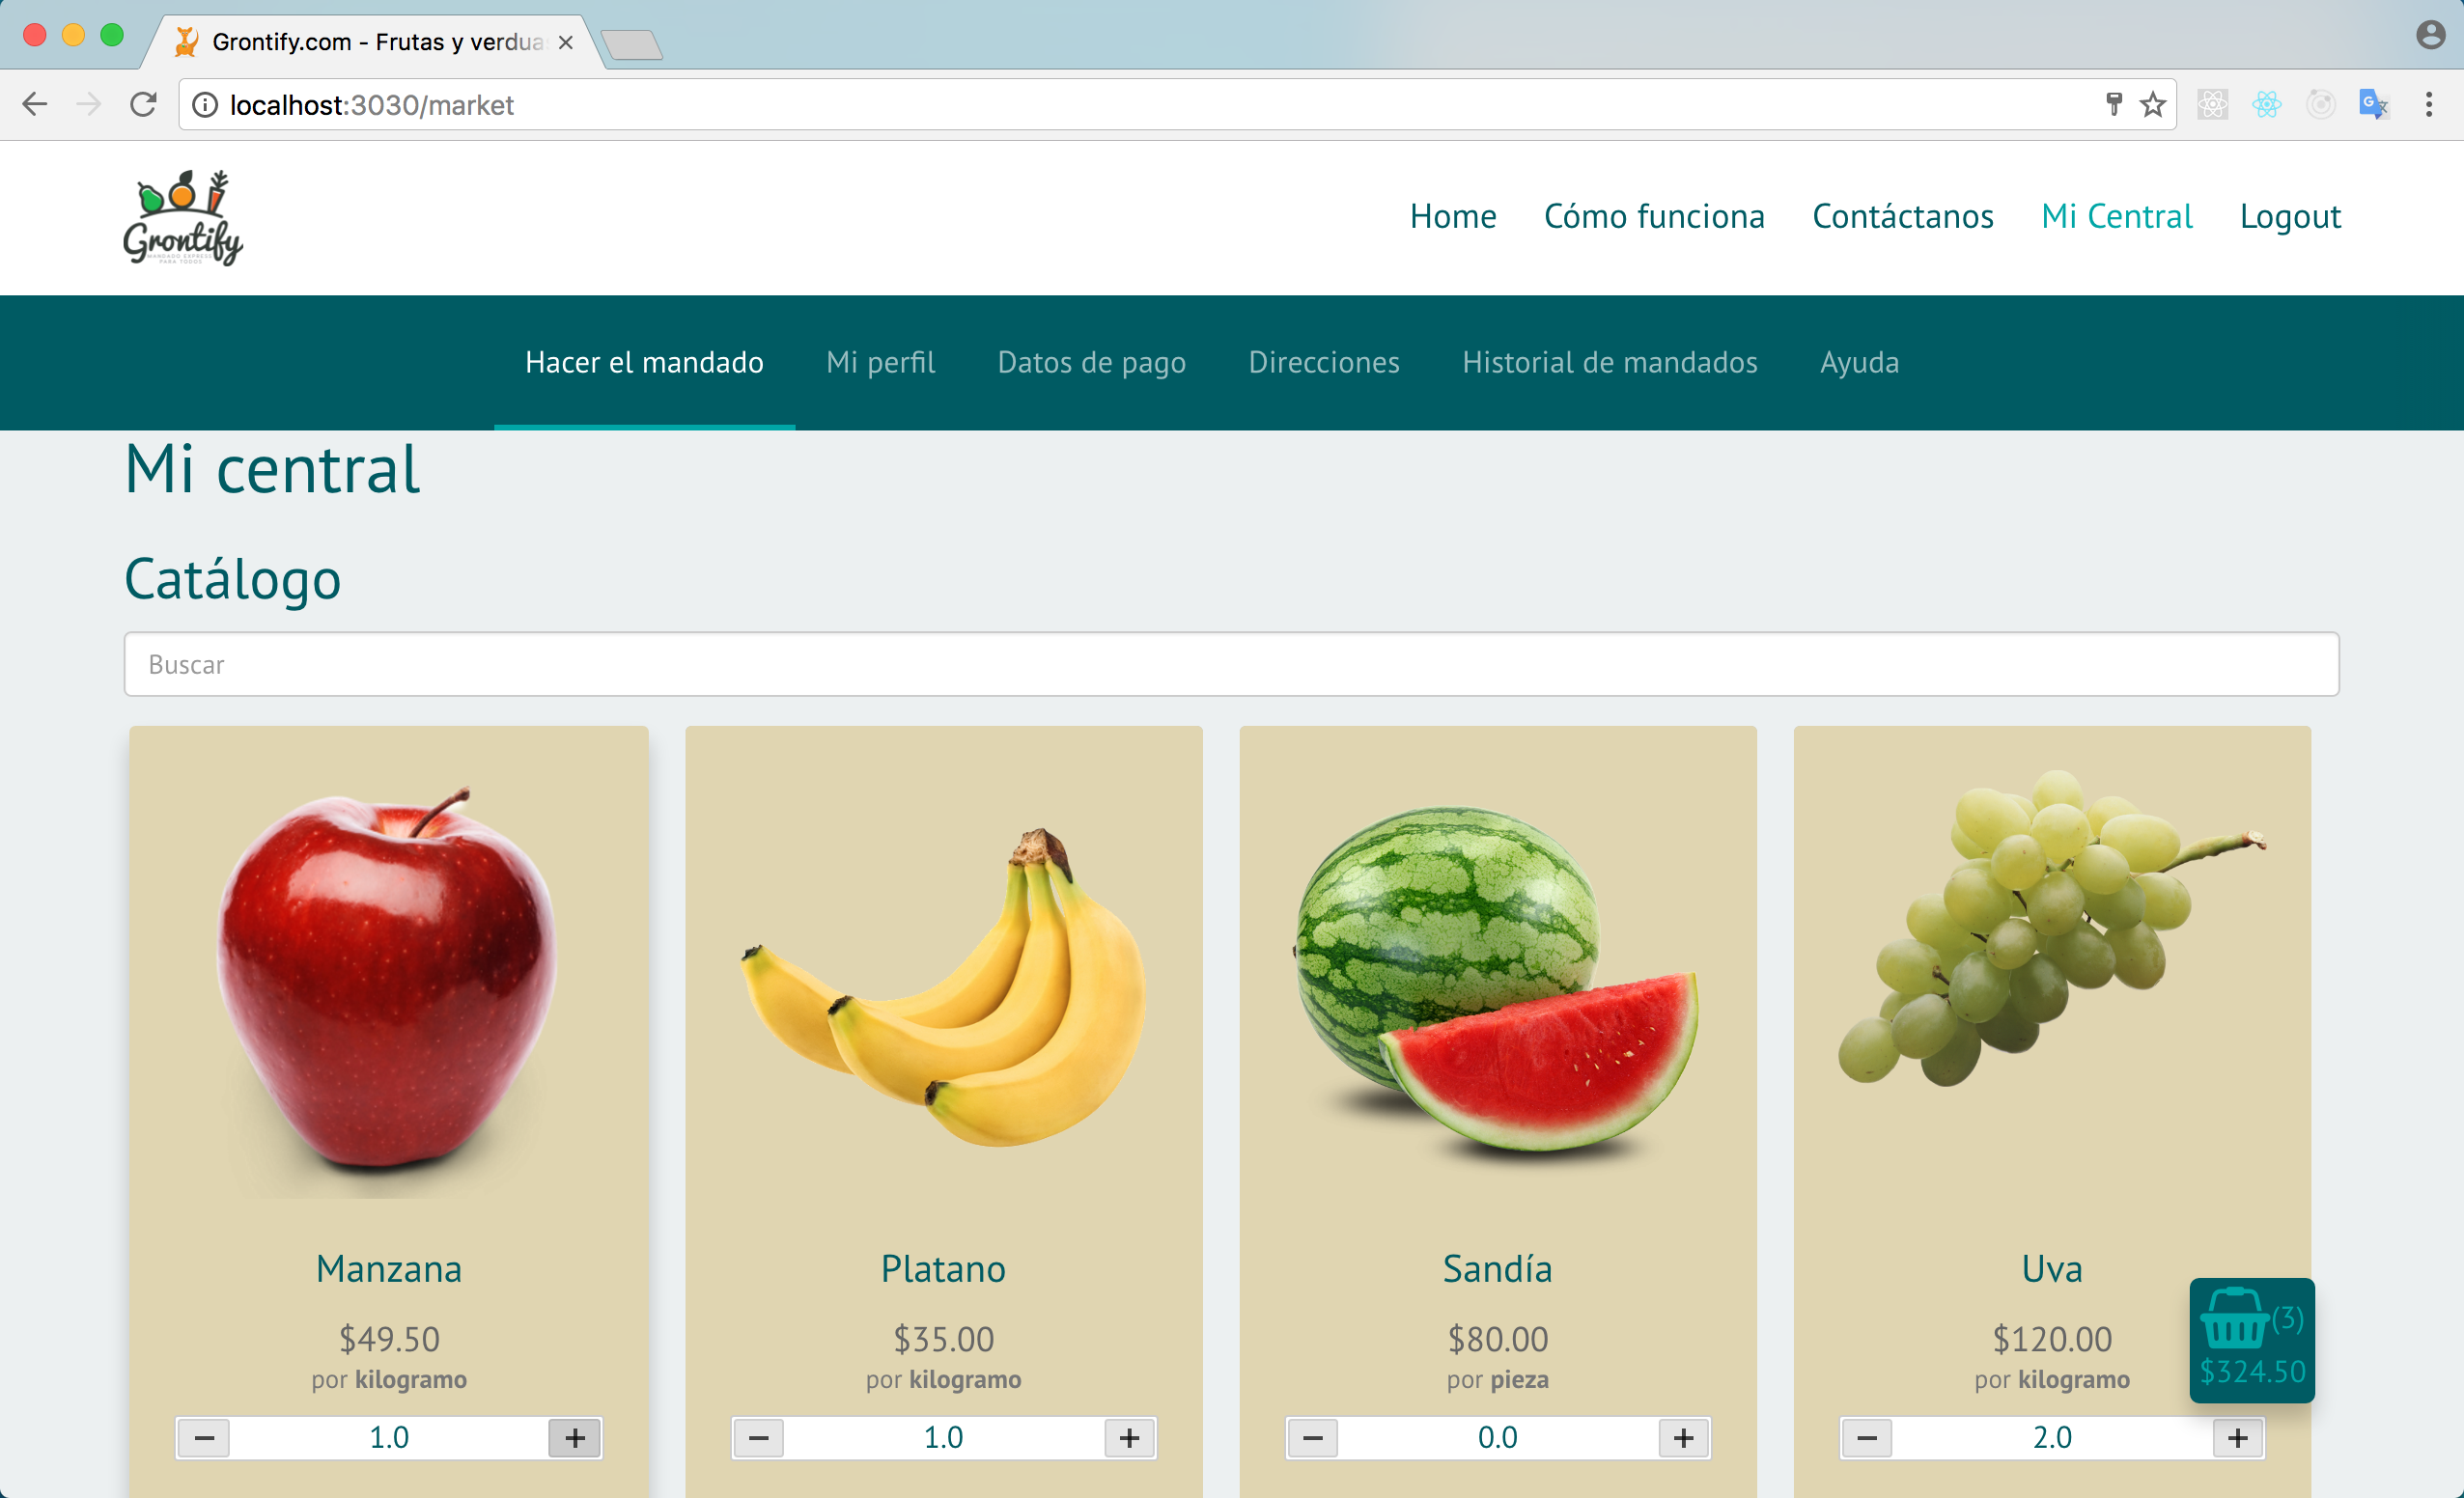 Grontify.com - Frutas y verduas
localhost:3030/market
Grontify
MANDADO EXPRESS
PARA TODOS
Home Cómo funciona Contáctanos Mi Central Logout
Hacer el mandado Mi perfil Datos de pago Direcciones Historial de mandados Ayuda
Mi central
Catálogo
Buscar
Manzana
$49.50
por kilogramo
1.0
Platano
$35.00
por kilogramo
1.0
Sandía
$80.00
por pieza
0.0
Uva
$120.00
por kilogramo
2.0
(3)
$324.50